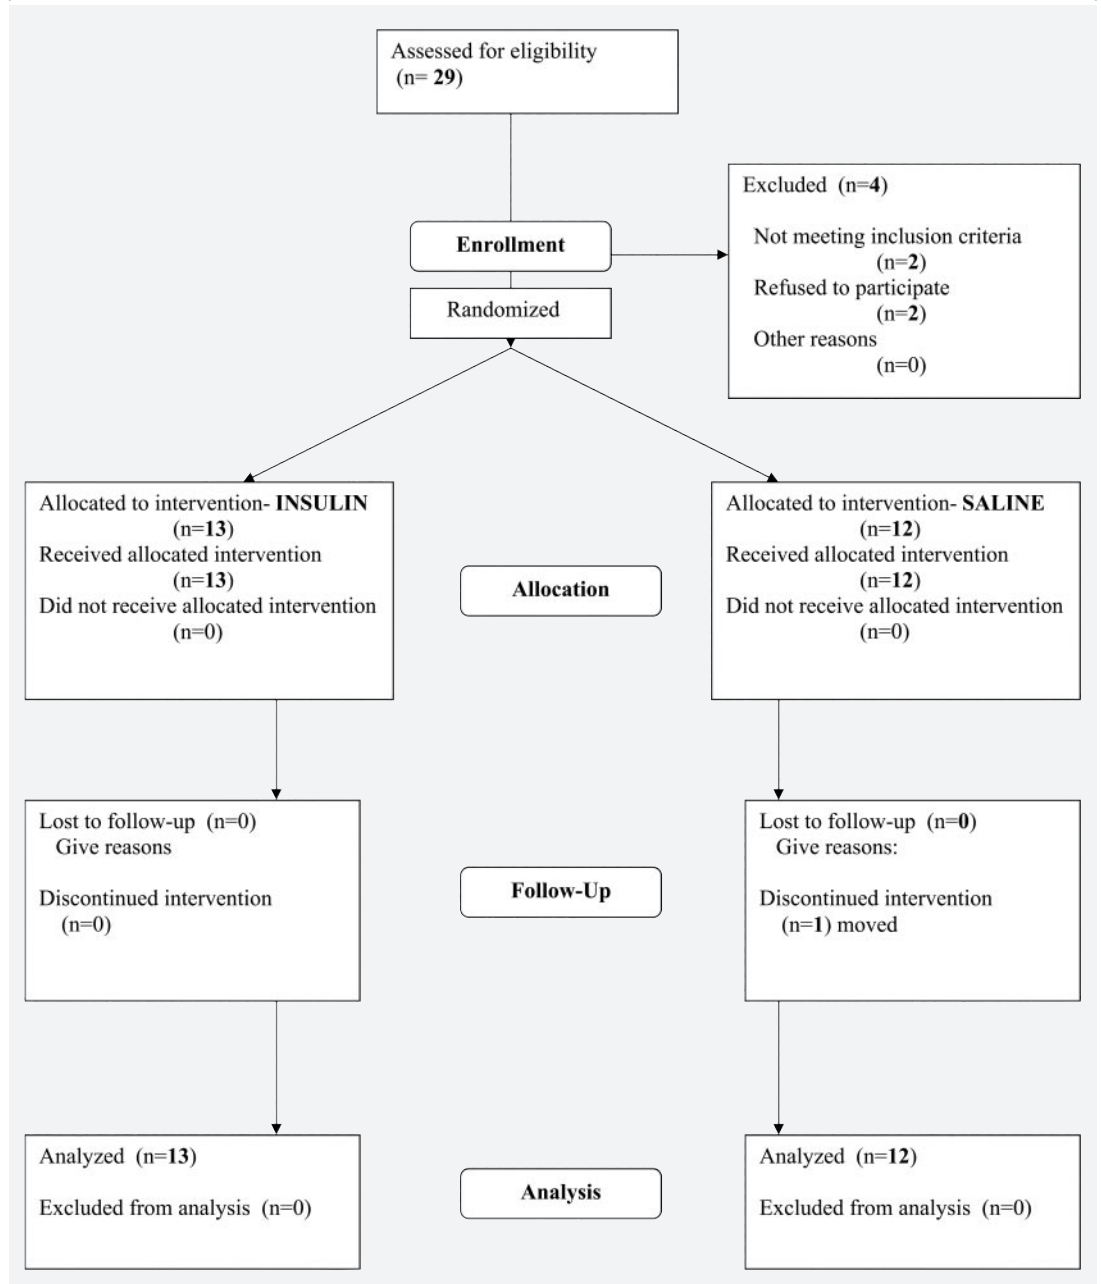 Assessed for eligibility
(n= 29)
Excluded (n=4)
Not meeting inclusion criteria
(n=2)
Refused to participate
(n=2)
Other reasons
(n=0)
Enrollment
Randomized
Allocated to intervention- INSULIN
(n=13)
Received allocated intervention
(n=13)
Did not receive allocated intervention
(n=0)
Allocation
Allocated to intervention- SALINE
(n=12)
Received allocated intervention
(n=12)
Did not receive allocated intervention
(n=0)
Lost to follow-up (n=0)
Give reasons
Discontinued intervention
(n=0)
Follow-Up
Lost to follow-up (n=0)
Give reasons:
Discontinued intervention
(n=1) moved
Analyzed (n=13)
Excluded from analysis (n=0)
Analysis
Analyzed (n=12)
Excluded from analysis (n=0)